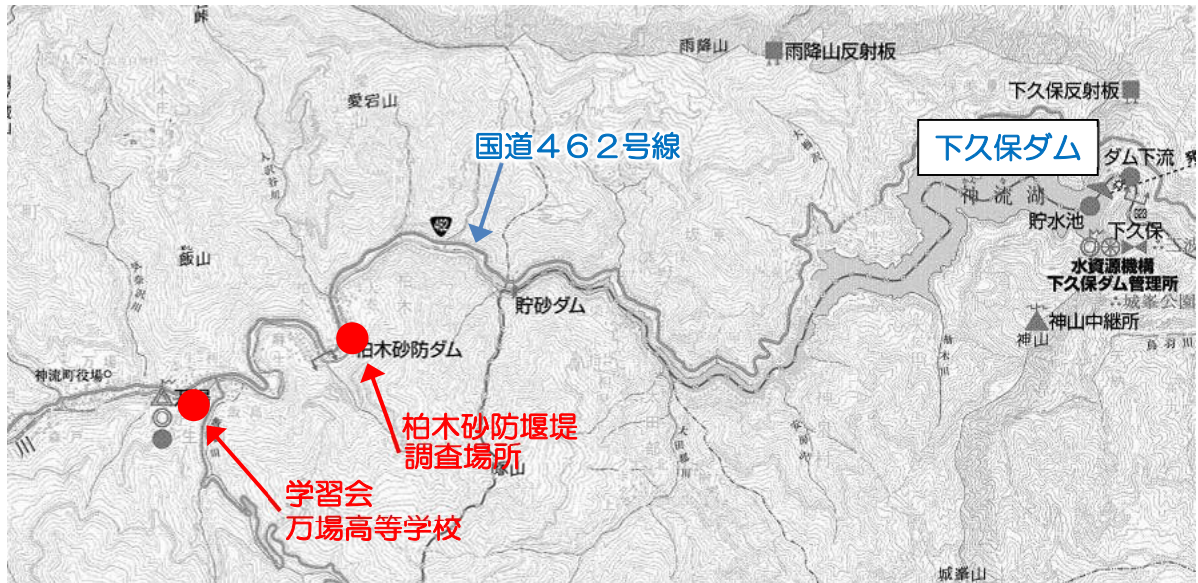 雨降山
雨降山反射板
下久保反射板
愛宕山
国道462号線
下久保ダム
ダム下流
神流湖
貯水池
下久保
水資源機構
下久保ダム管理所
城峯公園
神山中継所
神山
462
飯山
貯砂ダム
柏木砂防ダム
神流町役場
柏木砂防堰堤
調査場所
学習会
万場高等学校
城峯山